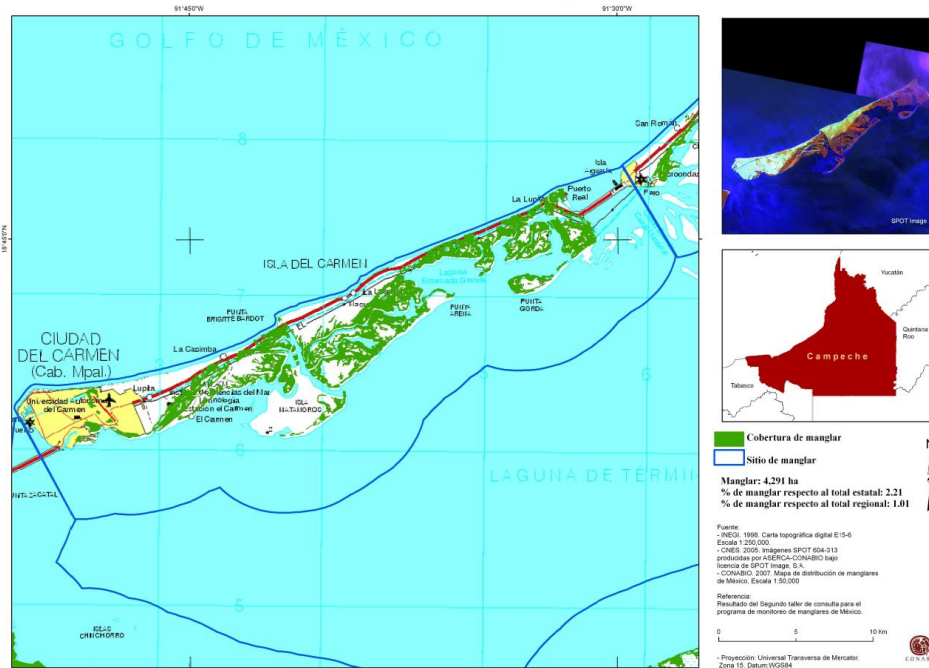 91°45'0"W
91°30'0"W
18°45'0"N
GOLFO DE MÉXICO
8
7
6
6
5
San Román
Isla
Aguada
Puerto
Real
La Lupita
ISLA DEL CARMEN
Laguna
Ensenada Grande
PUNTA
BRIGITTE BARDOT
PUNTA
ARENA
PUNTA
GORDA
CIUDAD
DEL CARMEN
(Cab. Mpal.)
La Casimba
Lupita
Universidad Autónoma
del Carmen
Estación el Carmen
El Carmen
ISLA
MATAMOROS
LAGUNA DE TÉRMI
ISLAS
CHINCHORRO
SPOT Image
Yucatán
Quintana
Roo
Campeche
Tabasco
Cobertura de manglar
Sitio de manglar
Manglar: 4,291 ha
% de manglar respecto al total estatal: 2.21
% de manglar respecto al total regional: 1.01
Fuente:
- INEGI. 1998. Carta topográfica digital E15-6
Escala 1:250,000.
- CNES. 2005. Imágenes SPOT 604-313
producidas por ASERCA-CONABIO bajo
licencia de SPOT Image, S.A.
- CONABIO. 2007. Mapa de distribución de manglares
de México. Escala 1:50,000
Referencia:
Resultado del Segundo taller de consulta para el
programa de monitoreo de manglares de México.
0 5 10 Km
- Proyección: Universal Transversa de Mercator.
Zona 15. Datum:WGS84